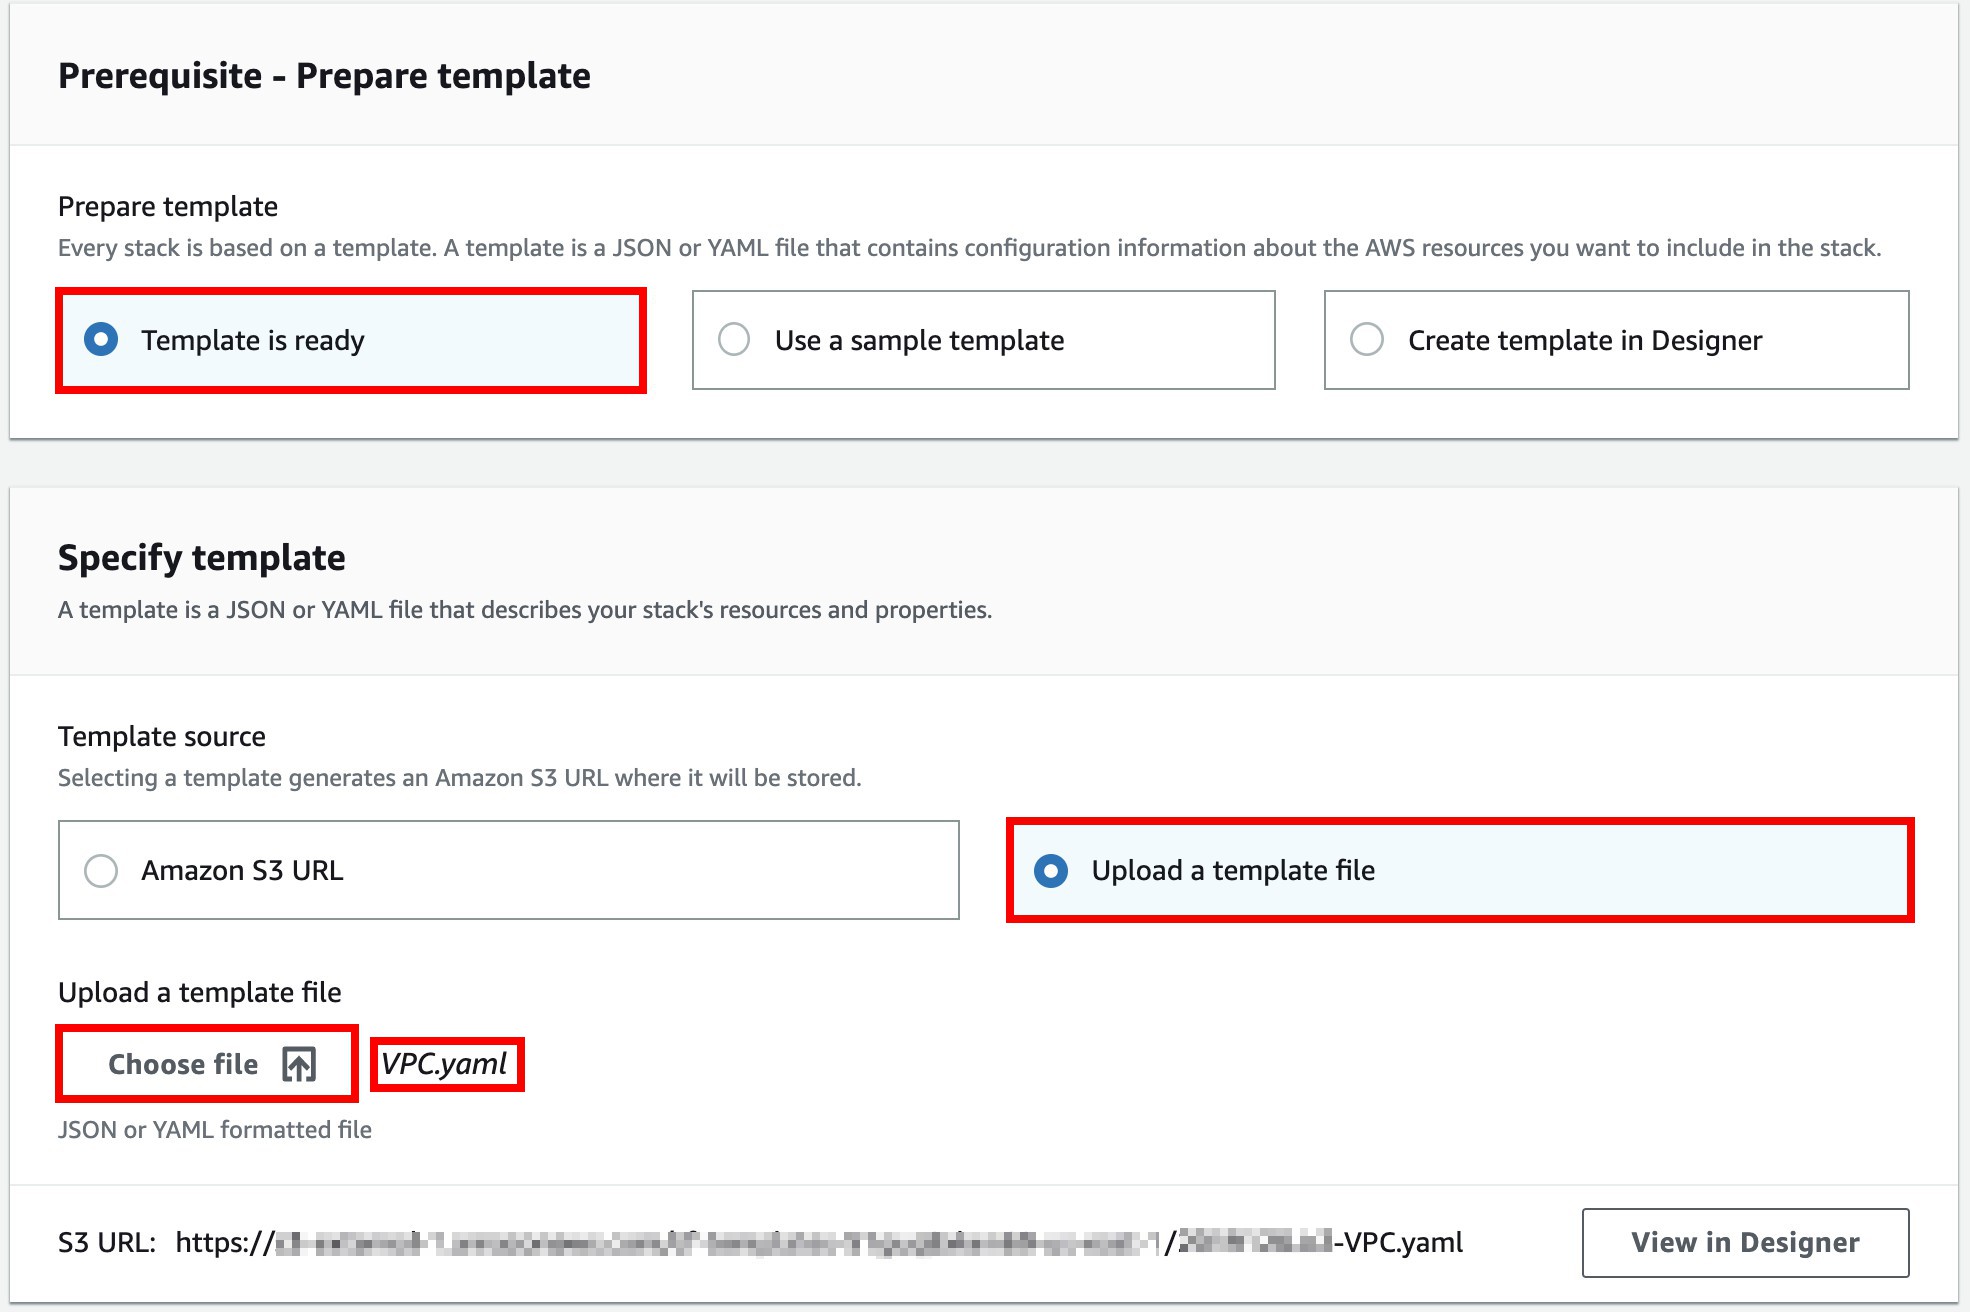 Prerequisite - Prepare template
Prepare template
Every stack is based on a template. A template is a JSON or YAML file that contains configuration information about the AWS resources you want to include in the stack.
Template is ready
Use a sample template
Create template in Designer
Specify template
A template is a JSON or YAML file that describes your stack's resources and properties.
Template source
Selecting a template generates an Amazon S3 URL where it will be stored.
Amazon S3 URL
Upload a template file
Upload a template file
Choose file
VPC.yaml
JSON or YAML formatted file
S3 URL: https:// / -VPC.yaml
View in Designer